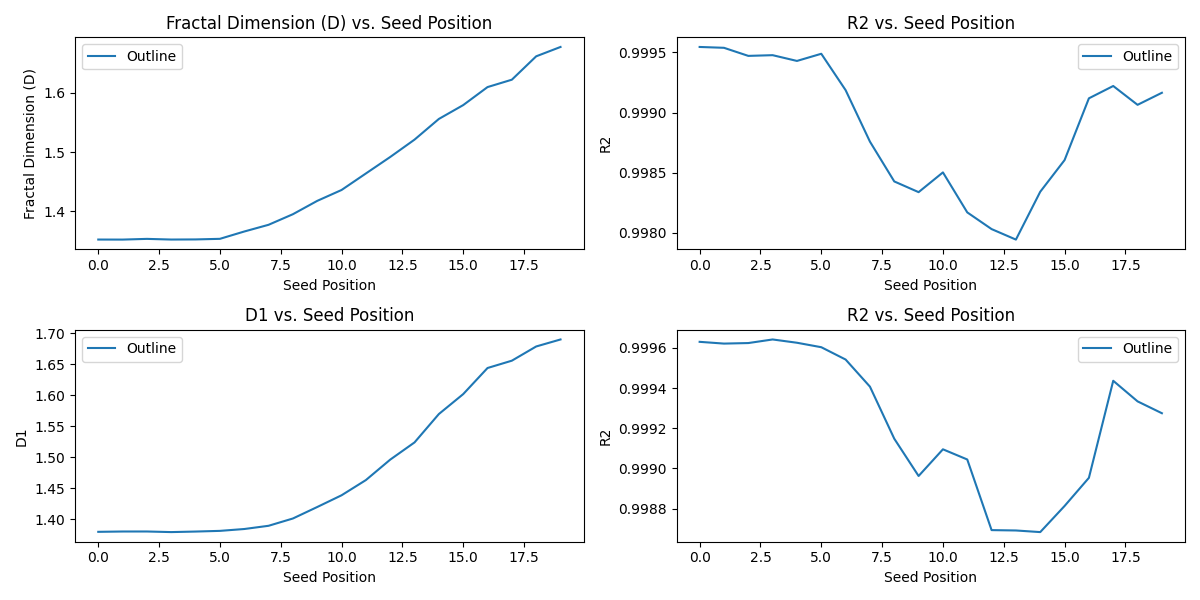 Fractal Dimension (D) vs. Seed Position
Outline
Fractal Dimension (D)
1.6
1.5
1.4
0.0 2.5 5.0 7.5 10.0 12.5 15.0 17.5
Seed Position
R2 vs. Seed Position
Outline
R2
0.9995
0.9990
0.9985
0.9980
0.0 2.5 5.0 7.5 10.0 12.5 15.0 17.5
Seed Position
D1 vs. Seed Position
Outline
D1
1.70
1.65
1.60
1.55
1.50
1.45
1.40
0.0 2.5 5.0 7.5 10.0 12.5 15.0 17.5
Seed Position
R2 vs. Seed Position
Outline
R2
0.9996
0.9994
0.9992
0.9990
0.9988
0.0 2.5 5.0 7.5 10.0 12.5 15.0 17.5
Seed Position